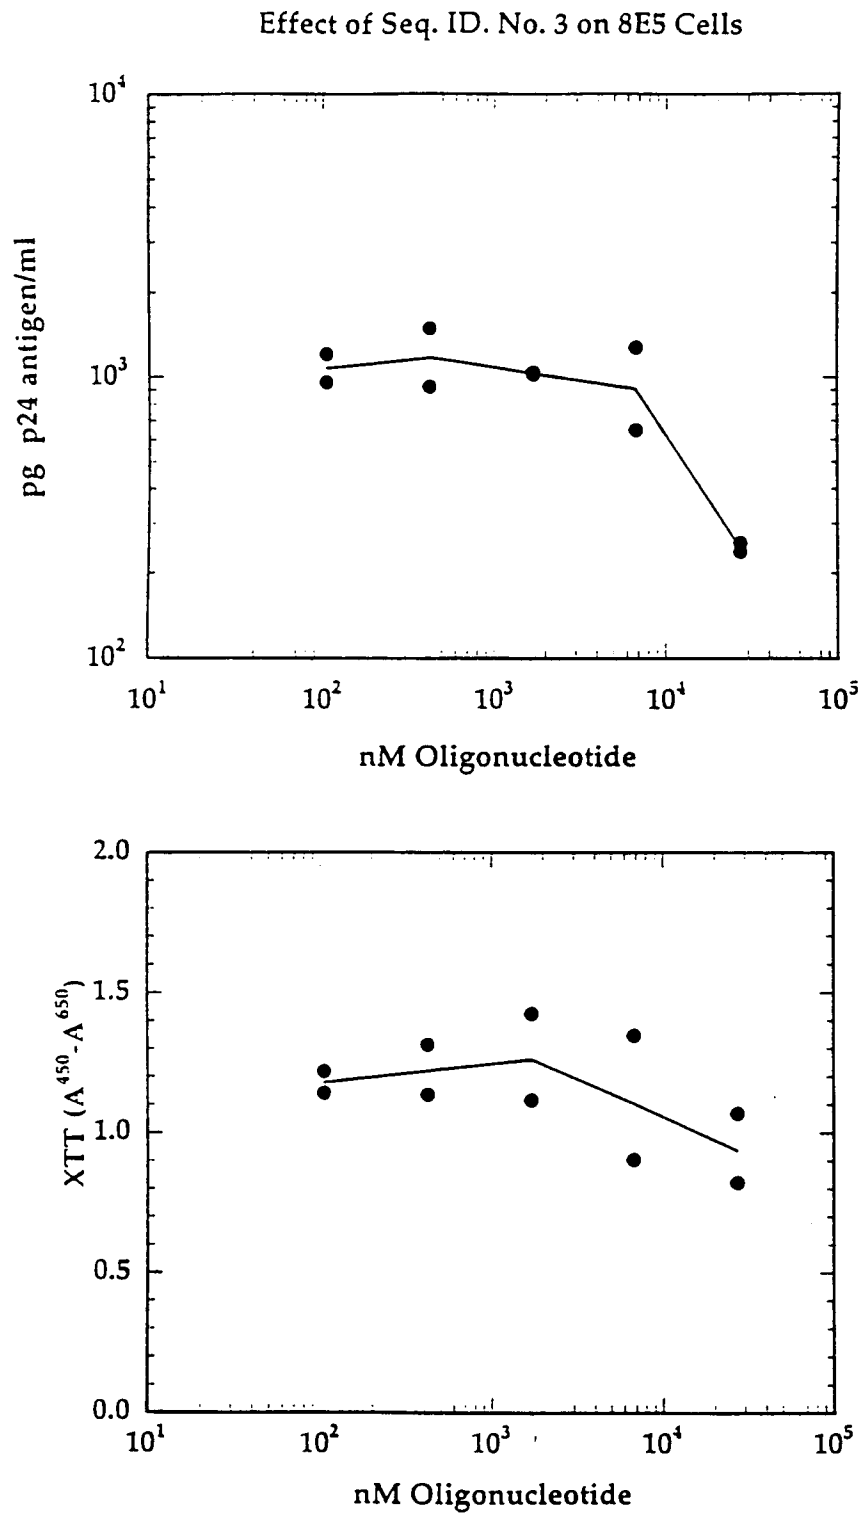 Effect of Seq. ID. No. 3 on 8E5 Cells
10⁴
10³
10²
pg p24 antigen/ml
10¹ 10² 10³ 10⁴ 10⁵
nM Oligonucleotide
2.0
1.5
1.0
0.5
0.0
XTT (A⁴⁵⁰-A⁶⁵⁰)
10¹ 10² 10³ 10⁴ 10⁵
nM Oligonucleotide